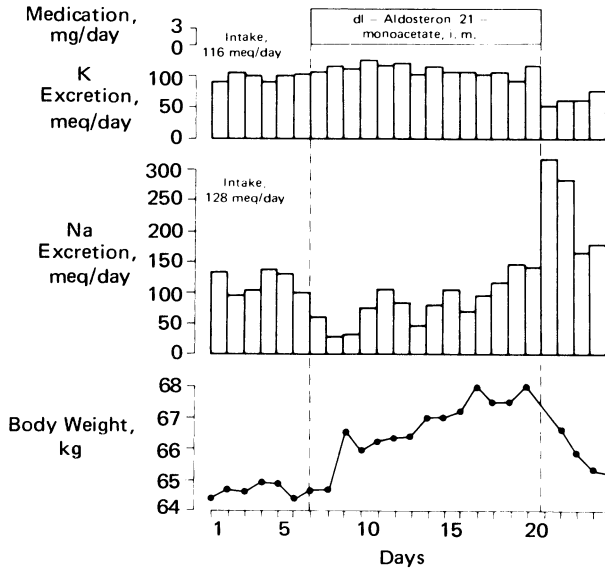 Medication,
mg/day
3
0
Intake,
116 meq/day
dl – Aldosteron 21 –
monoacetate, i.m.
K
Excretion,
meq/day
100
50
0
Na
Excretion,
meq/day
300
250
200
150
100
50
0
Intake,
128 meq/day
Body Weight,
kg
68
67
66
65
64
1
5
10
15
20
Days